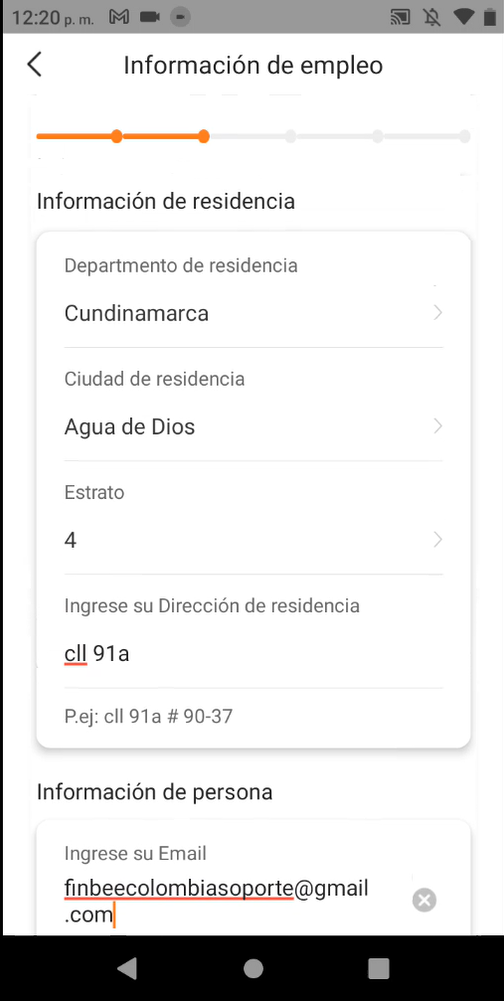 12:20 p. m.
Información de empleo
Información de residencia
Departmento de residencia
Cundinamarca
Ciudad de residencia
Agua de Dios
Estrato
4
Ingrese su Dirección de residencia
cll 91a
P.ej: cll 91a # 90-37
Información de persona
Ingrese su Email
finbeecolombiasoporte@gmail
.com